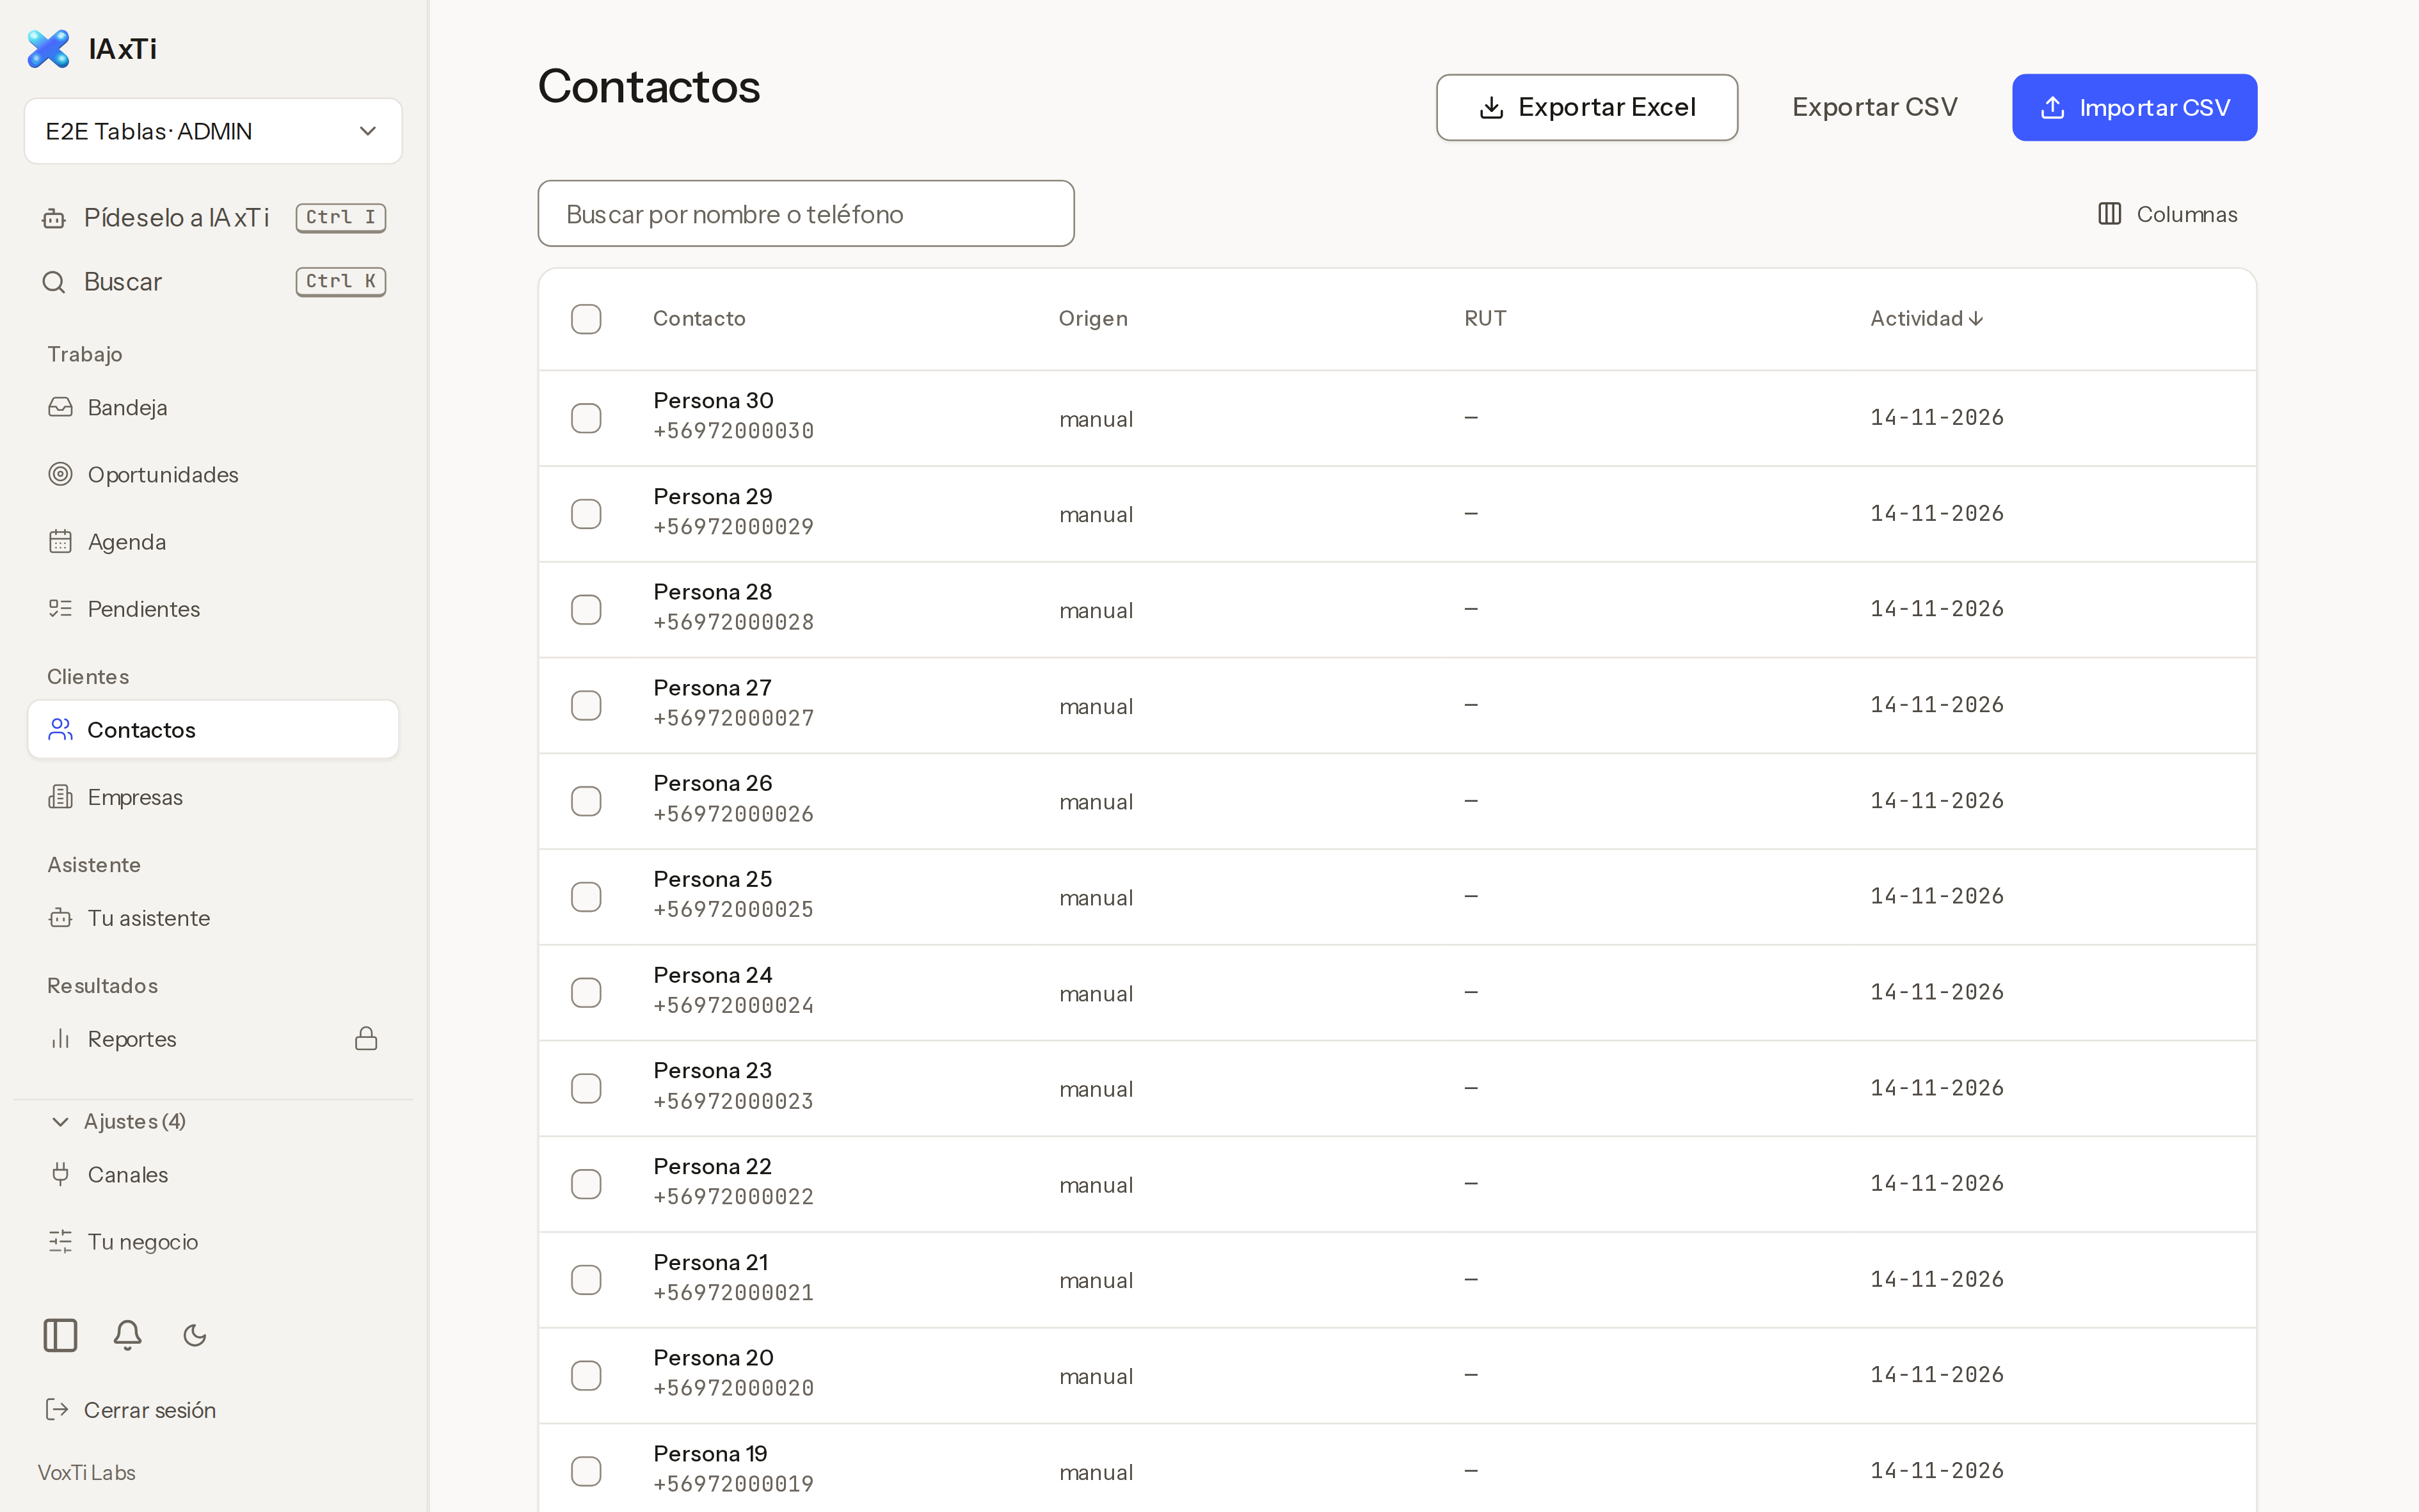 IAxTi
E2E Tablas · ADMIN
Pídeselo a IAxTi Ctrl I
Buscar Ctrl K
Trabajo
Bandeja
Oportunidades
Agenda
Pendientes
Clientes
Contactos
Empresas
Asistente
Tu asistente
Resultados
Reportes
Ajustes (4)
Canales
Tu negocio
Cerrar sesión
VoxTi Labs
Contactos
Exportar Excel Exportar CSV Importar CSV
Buscar por nombre o teléfono
Columnas
Contacto Origen RUT Actividad ↓
Persona 30
+56972000030 manual — 14-11-2026
Persona 29
+56972000029 manual — 14-11-2026
Persona 28
+56972000028 manual — 14-11-2026
Persona 27
+56972000027 manual — 14-11-2026
Persona 26
+56972000026 manual — 14-11-2026
Persona 25
+56972000025 manual — 14-11-2026
Persona 24
+56972000024 manual — 14-11-2026
Persona 23
+56972000023 manual — 14-11-2026
Persona 22
+56972000022 manual — 14-11-2026
Persona 21
+56972000021 manual — 14-11-2026
Persona 20
+56972000020 manual — 14-11-2026
Persona 19
+56972000019 manual — 14-11-2026